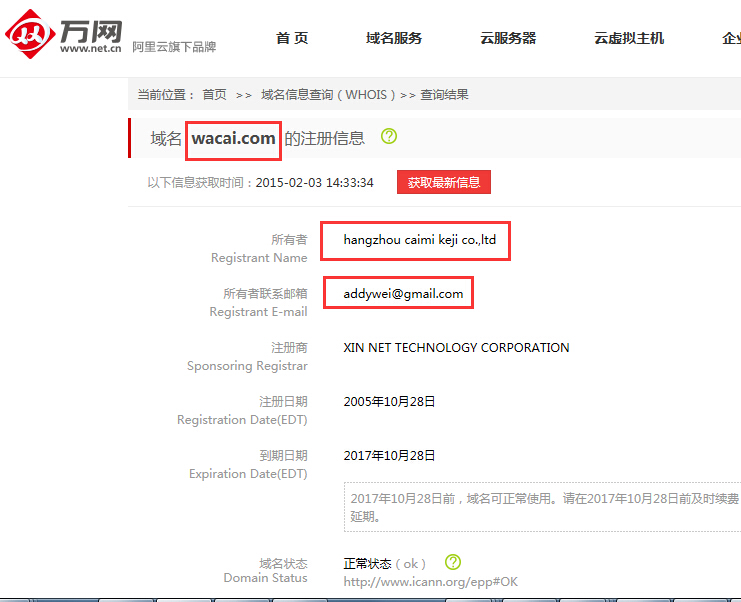 万网
www.net.cn
阿里云旗下品牌
首 页
域名服务
云服务器
云虚拟主机
企业
当前位置： 首页 >> 域名信息查询（WHOIS）>> 查询结果
域名 wacai.com 的注册信息 ?
以下信息获取时间：2015-02-03 14:33:34 获取最新信息
所有者 hangzhou caimi keji co.,ltd
Registrant Name
所有者联系邮箱 addywei@gmail.com
Registrant E-mail
注册商 XIN NET TECHNOLOGY CORPORATION
Sponsoring Registrar
注册日期 2005年10月28日
Registration Date(EDT)
到期日期 2017年10月28日
Expiration Date(EDT)
2017年10月28日前，域名可正常使用。请在2017年10月28日前及时续费
延期。
域名状态 正常状态（ok） ?
Domain Status http://www.icann.org/epp#OK